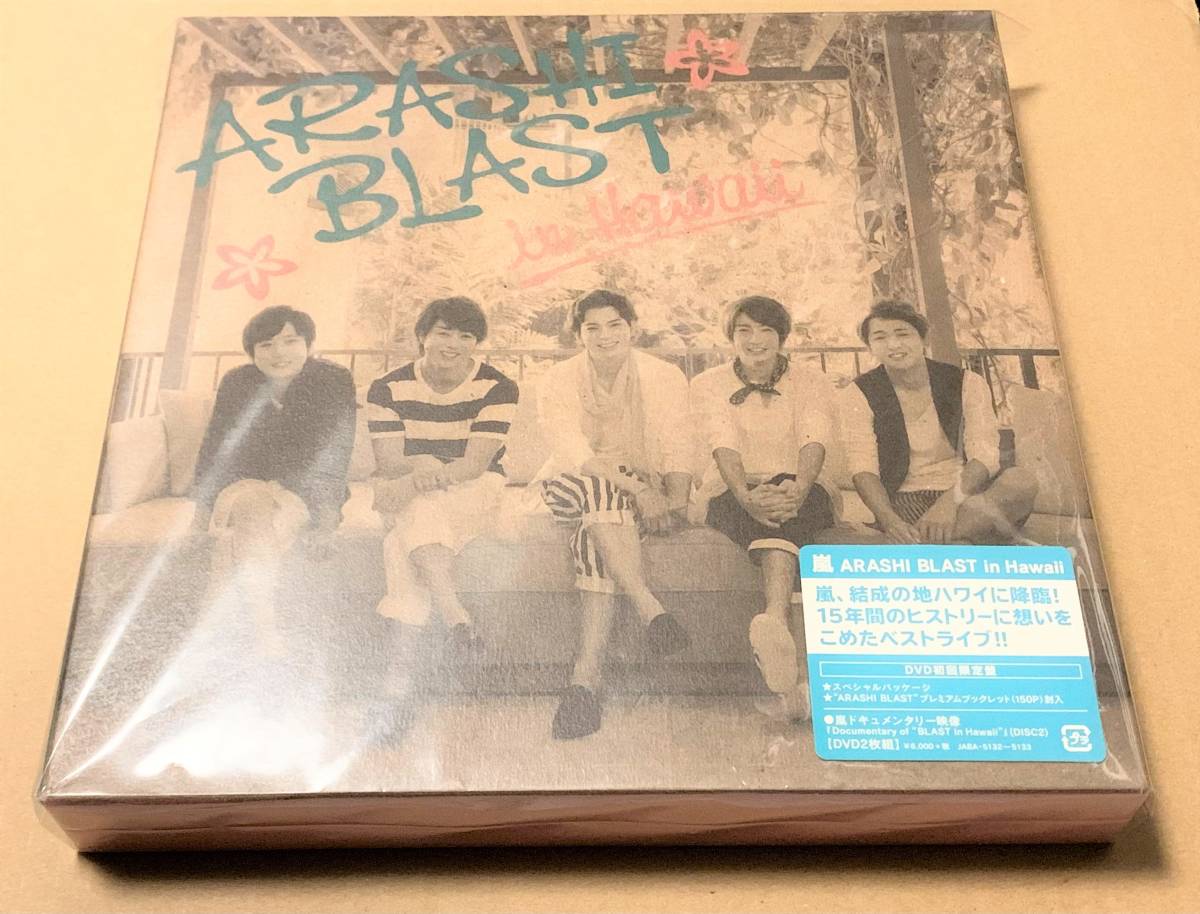 ARASHI
BLAST
in Hawaii
嵐 ARASHI BLAST in Hawaii
嵐、結成の地ハワイに降臨!
15年間のヒストリーに想いを
こめたベストライブ!!
DVD初回限定盤
★スペシャルパッケージ
★"ARASHI BLAST"プレミアムブックレット(150P)封入
●嵐ドキュメンタリー映像
「Documentary of "BLAST in Hawaii"」(DISC2)
[DVD2枚組] ¥8,000+税 JABA-5132〜5133